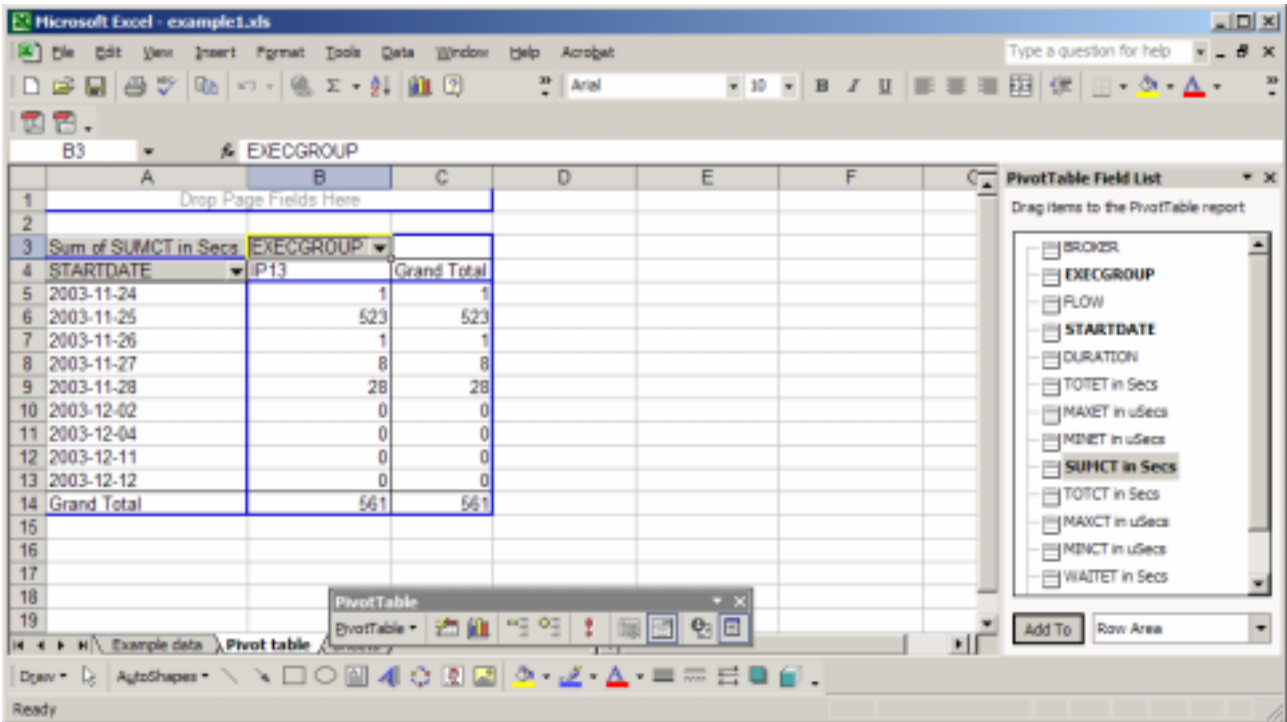 Microsoft Excel - example1.xls
File Edit View Insert Format Tools Data Window Help Acrobat
Type a question for help
Arial 10 B I U
B3 fx EXECGROUP
A B C D E F
PivotTable Field List
Drag items to the PivotTable report
1 Drop Page Fields Here
2
3 Sum of SUMCT in Secs EXECGROUP
4 STARTDATE IP13 Grand Total
5 2003-11-24 1 1
6 2003-11-25 523 523
7 2003-11-26 1 1
8 2003-11-27 8 8
9 2003-11-28 28 28
10 2003-12-02 0 0
11 2003-12-04 0 0
12 2003-12-11 0 0
13 2003-12-12 0 0
14 Grand Total 561 561
15
16
17
18
19
BROKER
EXECGROUP
FLOW
STARTDATE
DURATION
TOTET in Secs
MAXET in uSecs
MINET in uSecs
SUMCT in Secs
TOTCT in Secs
MAXCT in uSecs
MINCT in uSecs
WAITET in Secs
Add To Row Area
PivotTable
PivotTable
Example data Pivot table
Draw AutoShapes
Ready